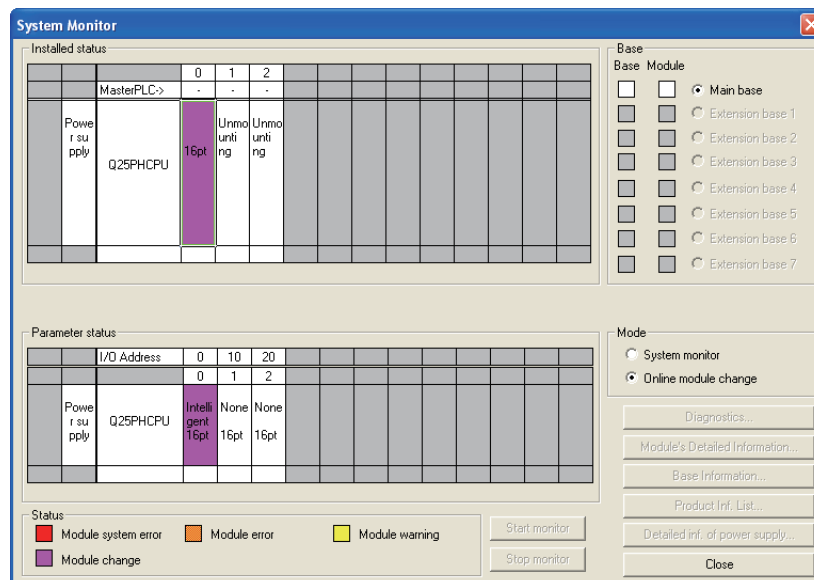 System Monitor
Installed status
0 1 2
MasterPLC-> - - -
Powe
r su
pply
Q25PHCPU
16pt
Unmo
unti
ng
Unmo
unti
ng
Base
Base Module
Main base
Extension base 1
Extension base 2
Extension base 3
Extension base 4
Extension base 5
Extension base 6
Extension base 7
Parameter status
I/O Address 0 10 20
0 1 2
Powe
r su
pply
Q25PHCPU
Intelli
gent
16pt
None
16pt
None
16pt
Mode
System monitor
Online module change
Diagnostics...
Module's Detailed Information...
Base Information...
Product Inf. List...
Detailed inf. of power supply...
Close
Status
Module system error
Module error
Module warning
Module change
Start monitor
Stop monitor